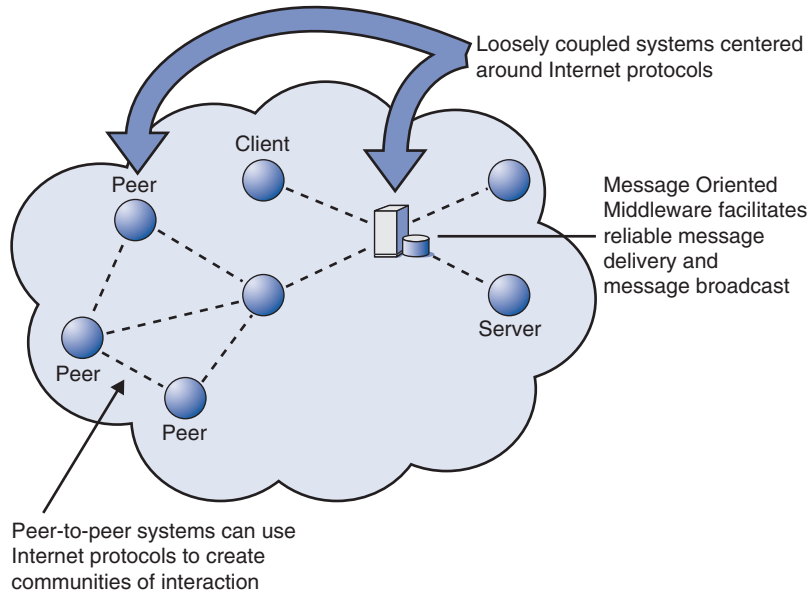 Loosely coupled systems centered
around Internet protocols
Client
Peer
Message Oriented
Middleware facilitates
reliable message
delivery and
message broadcast
Server
Peer
Peer
Peer-to-peer systems can use
Internet protocols to create
communities of interaction